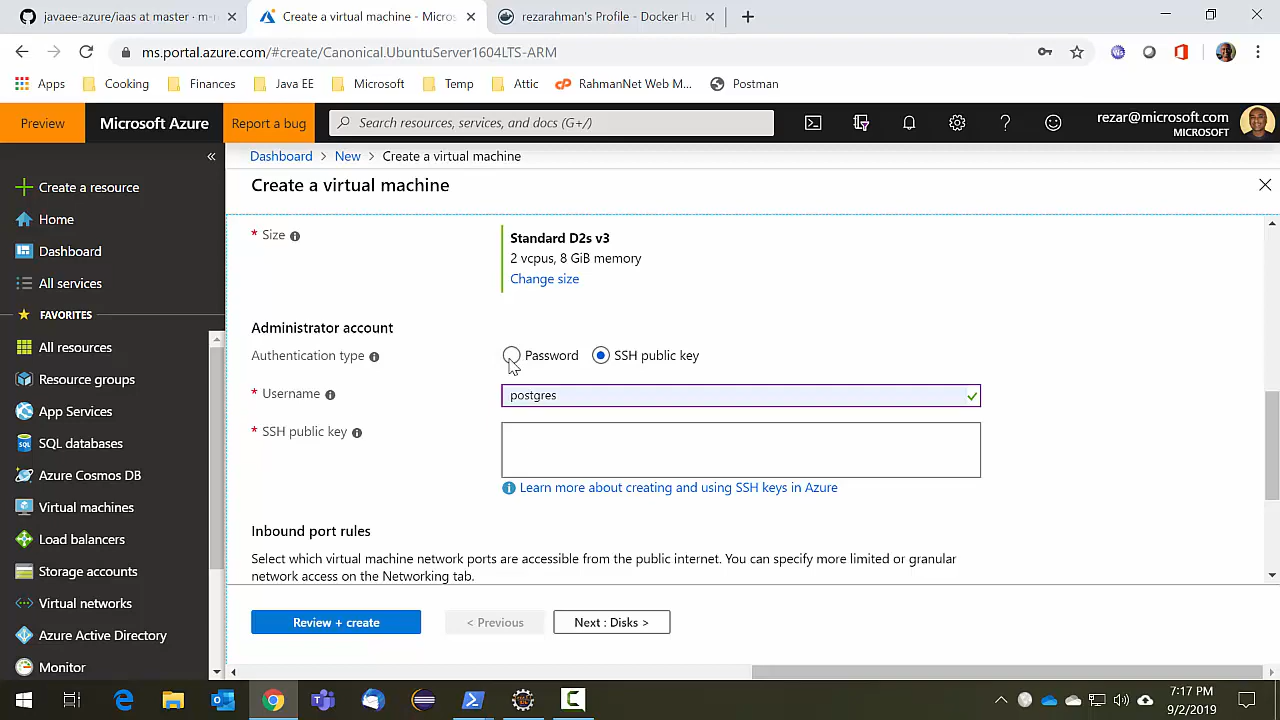 javaee-azure/iaas at master · m-r
Create a virtual machine - Micros
rezarahman's Profile - Docker Hu
ms.portal.azure.com/#create/Canonical.UbuntuServer1604LTS-ARM
Apps
Cooking
Finances
Java EE
Microsoft
Temp
Attic
RahmanNet Web M...
Postman
Preview
Microsoft Azure
Report a bug
Search resources, services, and docs (G+/)
rezar@microsoft.com
MICROSOFT
Dashboard > New > Create a virtual machine
Create a virtual machine
Create a resource
Home
Dashboard
All services
FAVORITES
All resources
Resource groups
App Services
SQL databases
Azure Cosmos DB
Virtual machines
Load balancers
Storage accounts
Virtual networks
Azure Active Directory
Monitor
* Size
Standard D2s v3
2 vcpus, 8 GiB memory
Change size
Administrator account
Authentication type
Password
SSH public key
* Username
postgres
* SSH public key
Learn more about creating and using SSH keys in Azure
Inbound port rules
Select which virtual machine network ports are accessible from the public internet. You can specify more limited or granular
network access on the Networking tab.
Review + create
< Previous
Next : Disks >
7:17 PM
9/2/2019